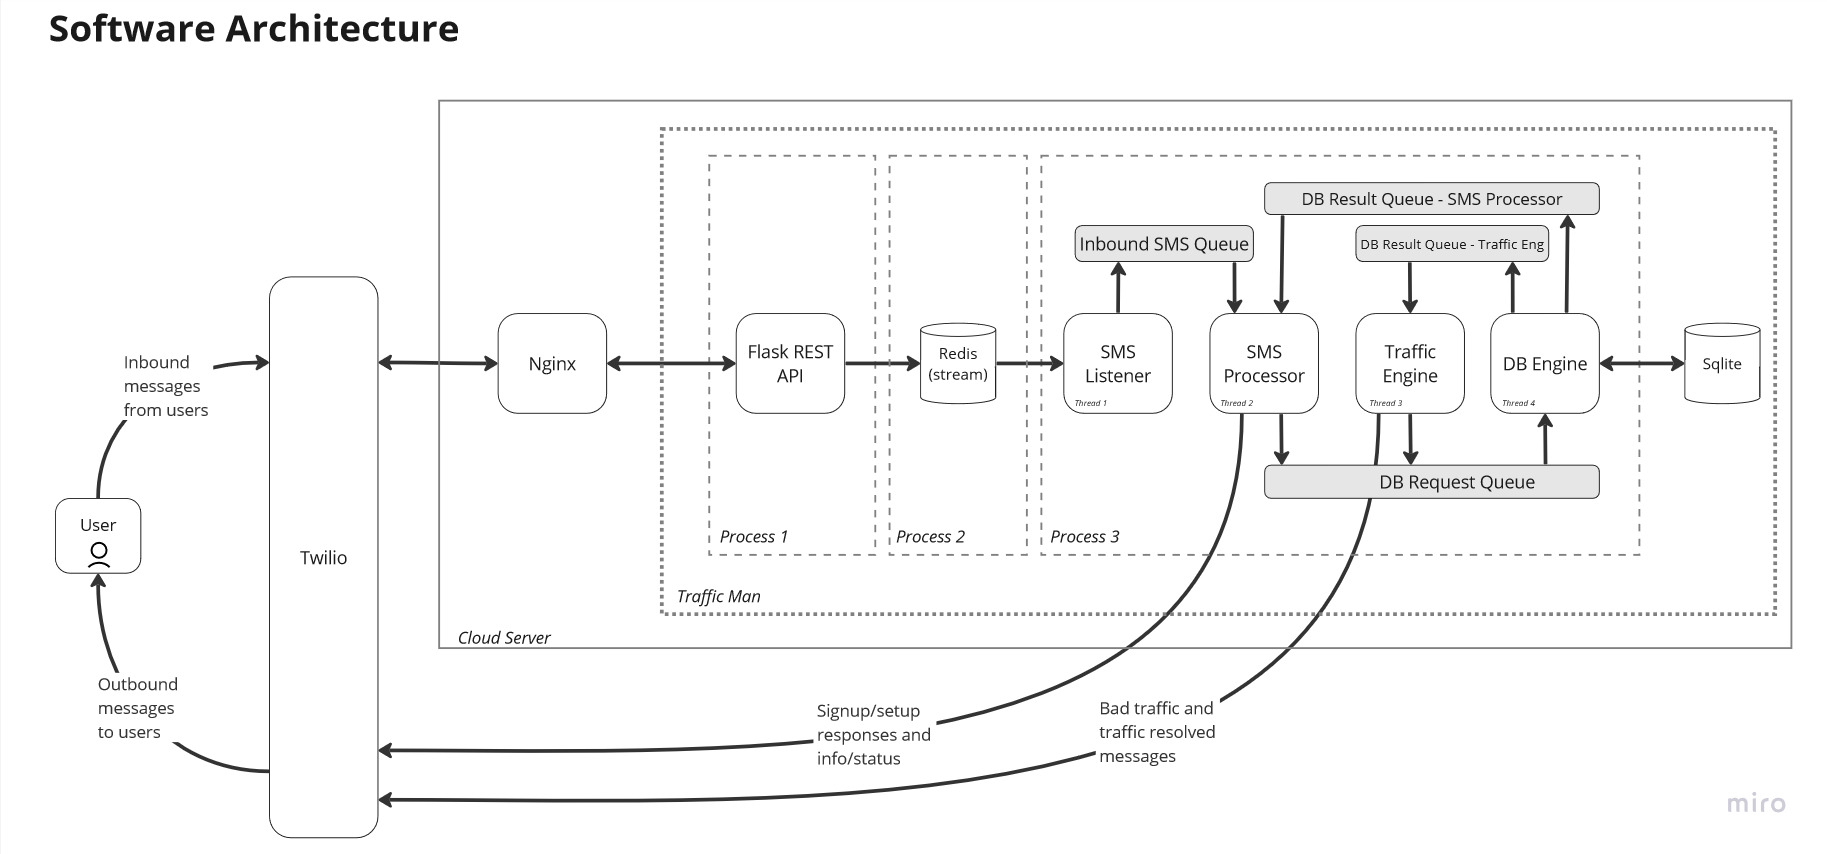 Software Architecture
DB Result Queue - SMS Processor
Inbound SMS Queue
DB Result Queue - Traffic Eng
Inbound
messages
from users
Nginx
Flask REST
API
Redis
(stream)
SMS
Listener
Thread 1
SMS
Processor
Thread 2
Traffic
Engine
Thread 3
DB Engine
Thread 4
Sqlite
DB Request Queue
User
Twilio
Process 1
Process 2
Process 3
Traffic Man
Cloud Server
Outbound
messages
to users
Signup/setup
responses and
info/status
Bad traffic and
traffic resolved
messages
miro